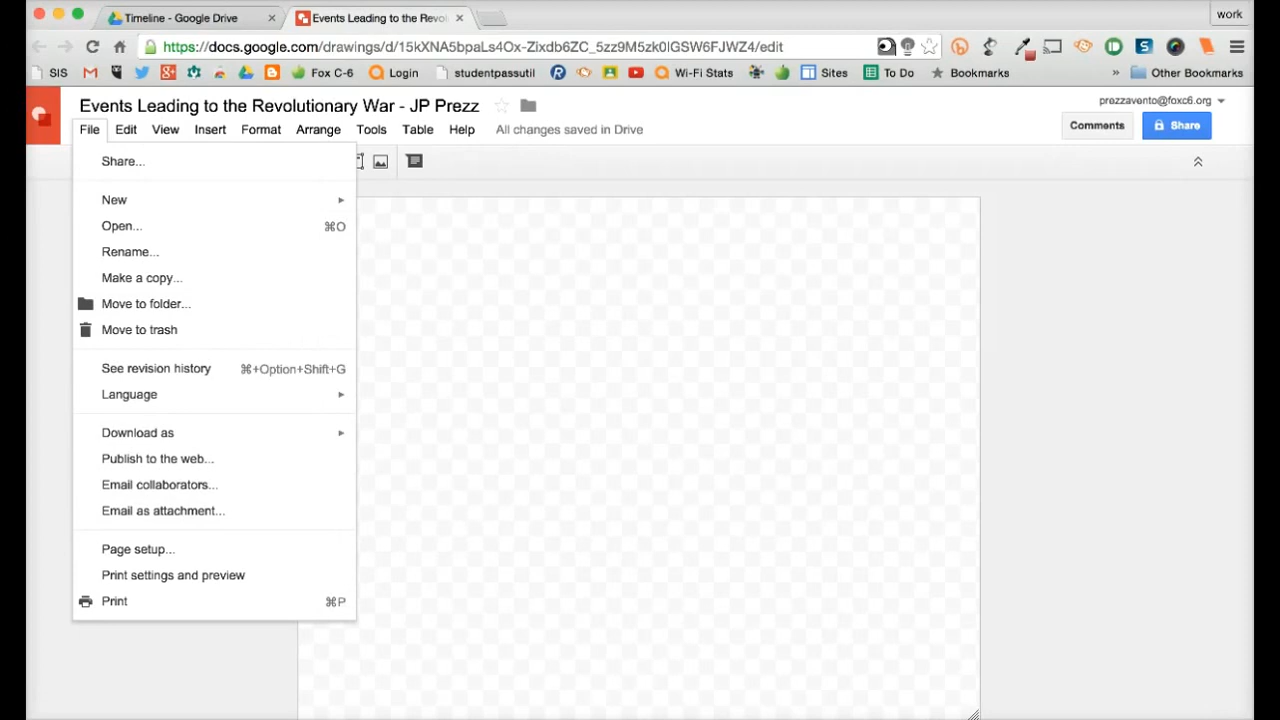 Timeline - Google Drive
Events Leading to the Revol
work
https://docs.google.com/drawings/d/15kXNA5bpaLs4Ox-Zixdb6ZC_5zz9M5zk0IGSW6FJWZ4/edit
SIS
Fox C-6
Login
studentpassutil
Wi-Fi Stats
Sites
To Do
Bookmarks
»
Other Bookmarks
Events Leading to the Revolutionary War - JP Prezz
prezzavento@foxc6.org
File Edit View Insert Format Arrange Tools Table Help All changes saved in Drive
Comments
Share
Share...
New
Open... ⌘O
Rename...
Make a copy...
Move to folder...
Move to trash
See revision history ⌘+Option+Shift+G
Language
Download as
Publish to the web...
Email collaborators...
Email as attachment...
Page setup...
Print settings and preview
Print ⌘P